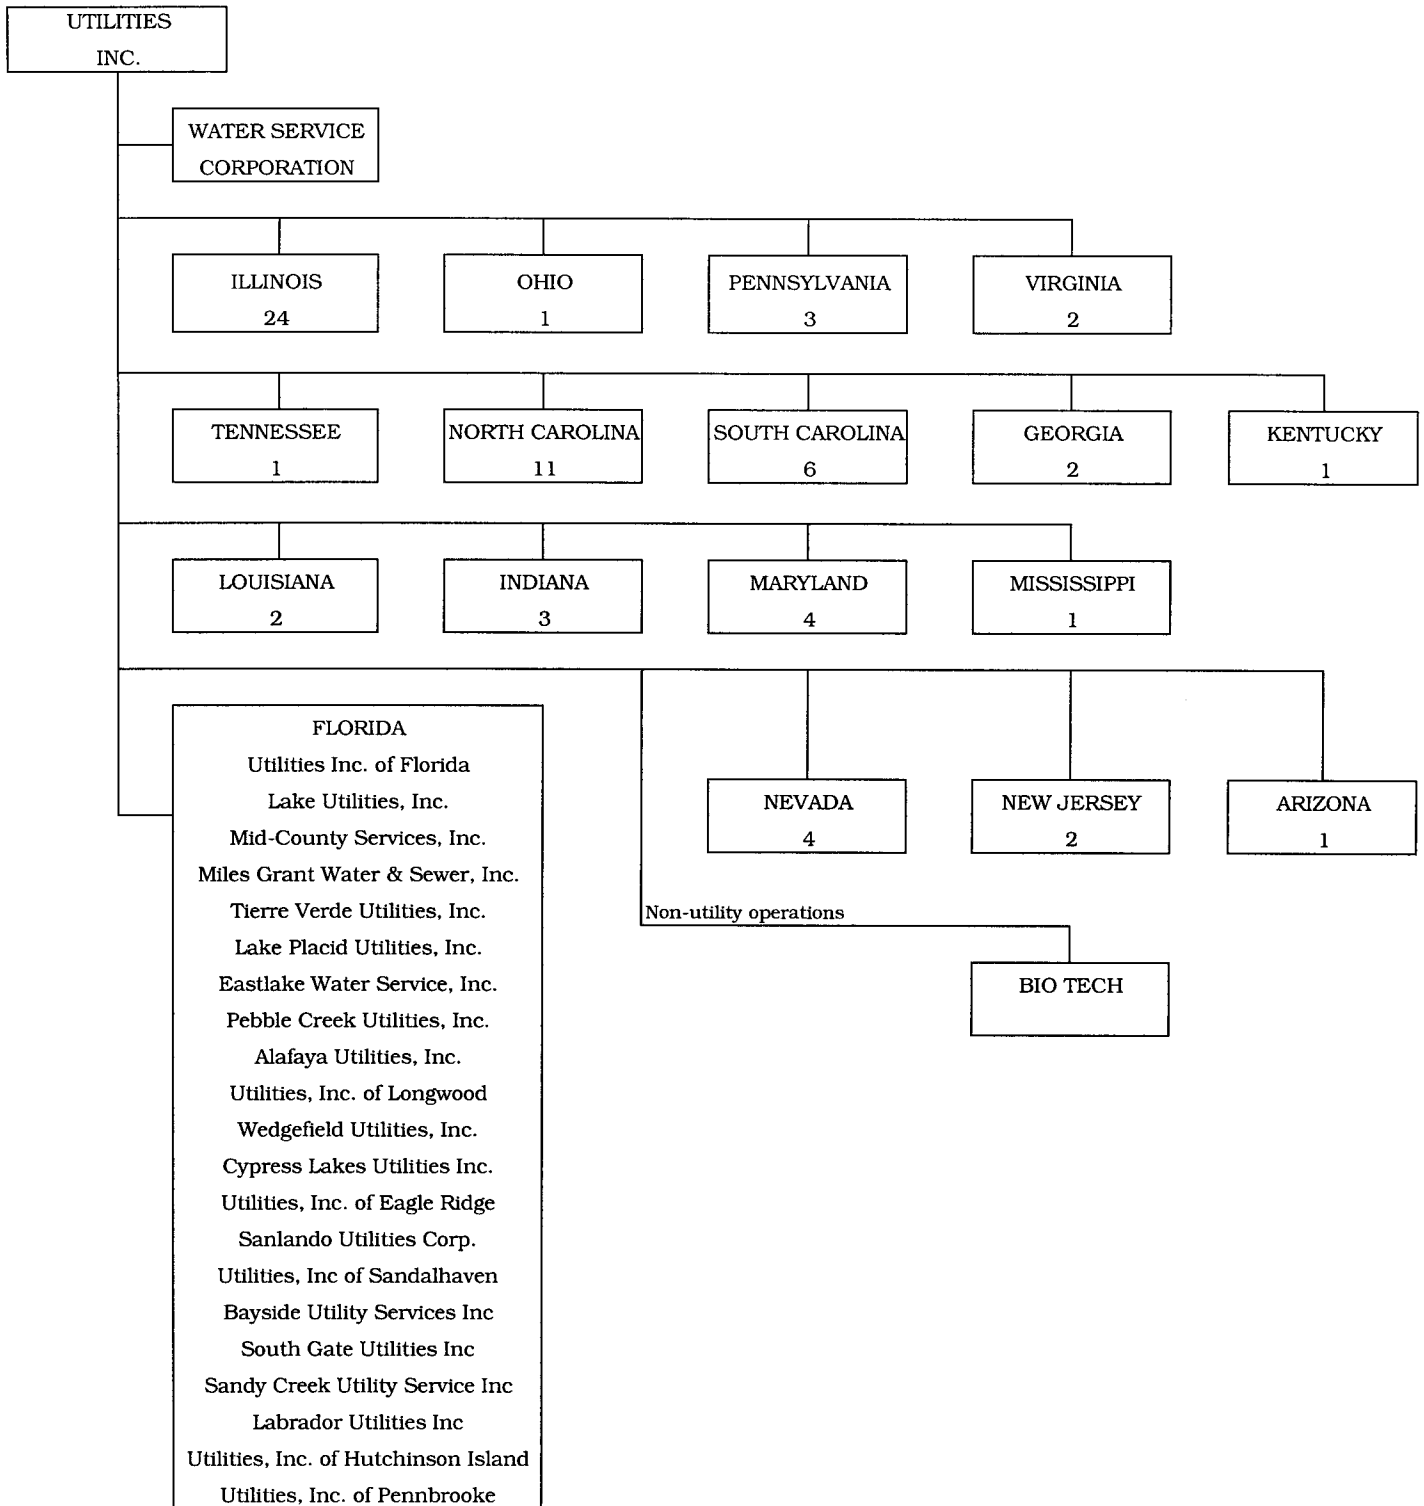 UTILITIES
INC.
WATER SERVICE
CORPORATION
ILLINOIS
24
OHIO
1
PENNSYLVANIA
3
VIRGINIA
2
TENNESSEE
1
NORTH CAROLINA
11
SOUTH CAROLINA
6
GEORGIA
2
KENTUCKY
1
LOUISIANA
2
INDIANA
3
MARYLAND
4
MISSISSIPPI
1
FLORIDA
Utilities Inc. of Florida
Lake Utilities, Inc.
Mid-County Services, Inc.
Miles Grant Water & Sewer, Inc.
Tierre Verde Utilities, Inc.
Lake Placid Utilities, Inc.
Eastlake Water Service, Inc.
Pebble Creek Utilities, Inc.
Alafaya Utilities, Inc.
Utilities, Inc. of Longwood
Wedgefield Utilities, Inc.
Cypress Lakes Utilities Inc.
Utilities, Inc. of Eagle Ridge
Sanlando Utilities Corp.
Utilities, Inc of Sandalhaven
Bayside Utility Services Inc
South Gate Utilities Inc
Sandy Creek Utility Service Inc
Labrador Utilities Inc
Utilities, Inc. of Hutchinson Island
Utilities, Inc. of Pennbrooke
NEVADA
4
NEW JERSEY
2
ARIZONA
1
Non-utility operations
BIO TECH